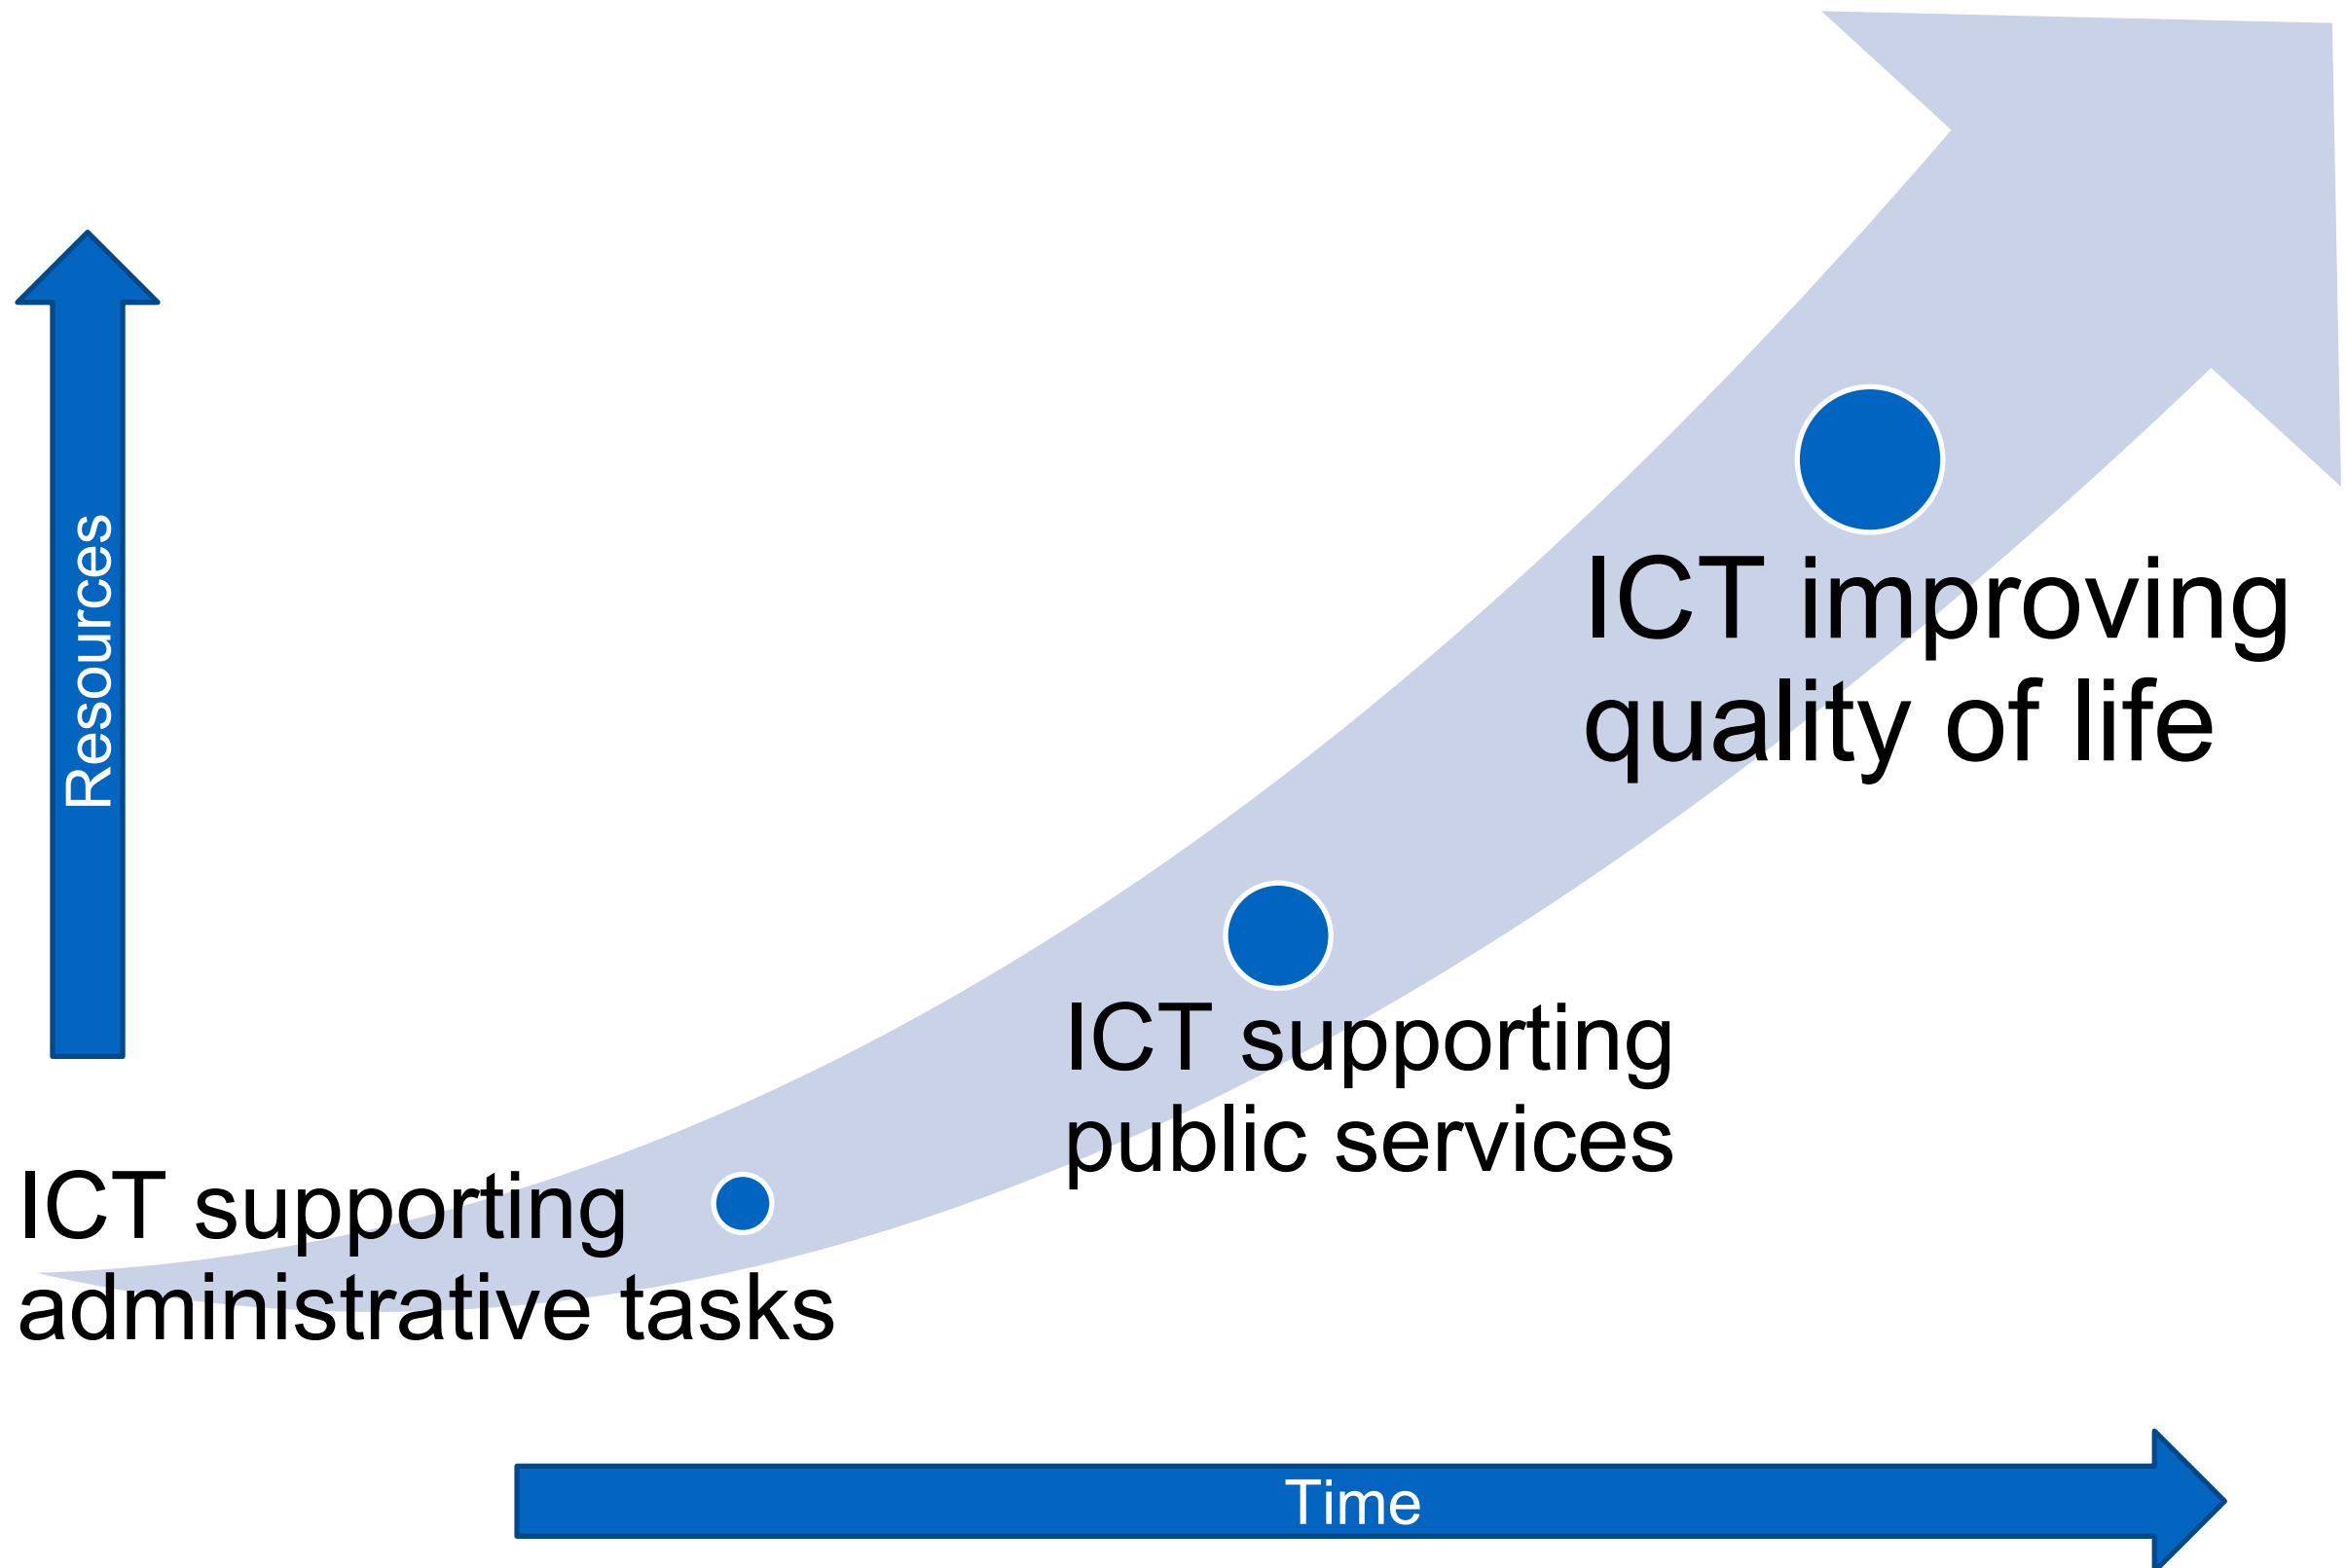 Resources
ICT improving
quality of life
ICT supporting
public services
ICT supporting
administrative tasks
Time